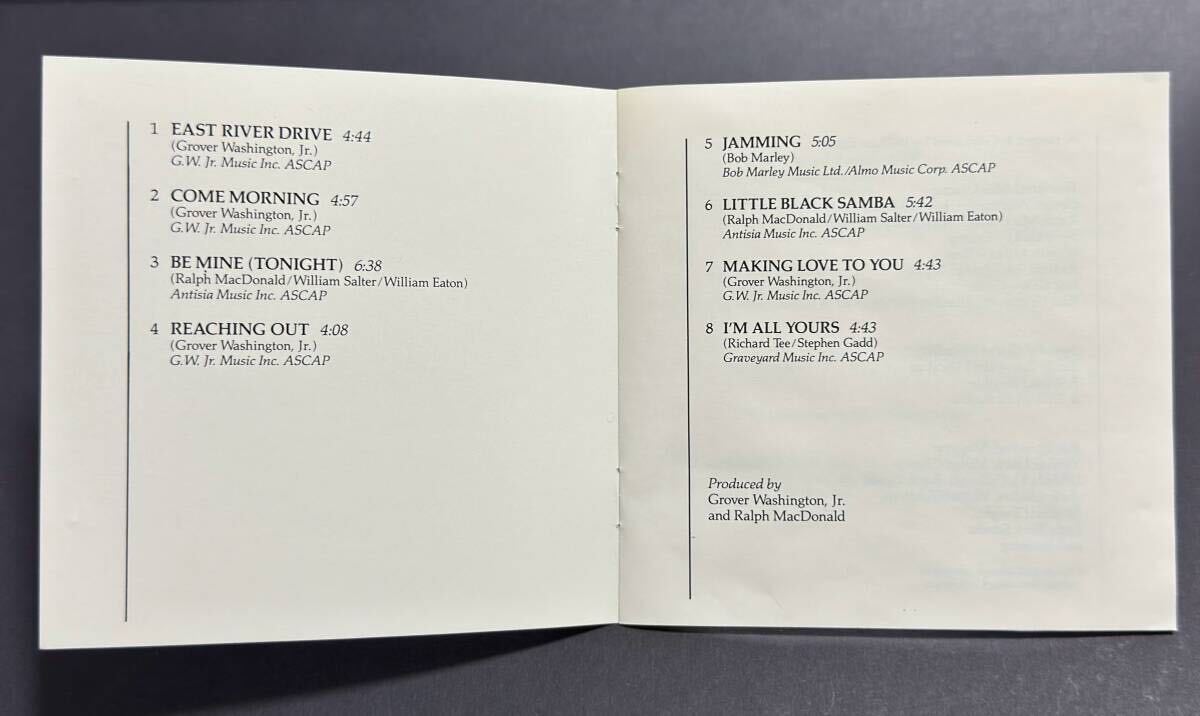 1 EAST RIVER DRIVE 4:44
(Grover Washington, Jr.)
G.W. Jr. Music Inc. ASCAP
2 COME MORNING 4:57
(Grover Washington, Jr.)
G.W. Jr. Music Inc. ASCAP
3 BE MINE (TONIGHT) 6:38
(Ralph MacDonald/William Salter/William Eaton)
Antisia Music Inc. ASCAP
4 REACHING OUT 4:08
(Grover Washington, Jr.)
G.W. Jr. Music Inc. ASCAP
5 JAMMING 5:05
(Bob Marley)
Bob Marley Music Ltd./Almo Music Corp. ASCAP
6 LITTLE BLACK SAMBA 5:42
(Ralph MacDonald/William Salter/William Eaton)
Antisia Music Inc. ASCAP
7 MAKING LOVE TO YOU 4:43
(Grover Washington, Jr.)
G.W. Jr. Music Inc. ASCAP
8 I'M ALL YOURS 4:43
(Richard Tee/Stephen Gadd)
Graveyard Music Inc. ASCAP
Produced by
Grover Washington, Jr.
and Ralph MacDonald